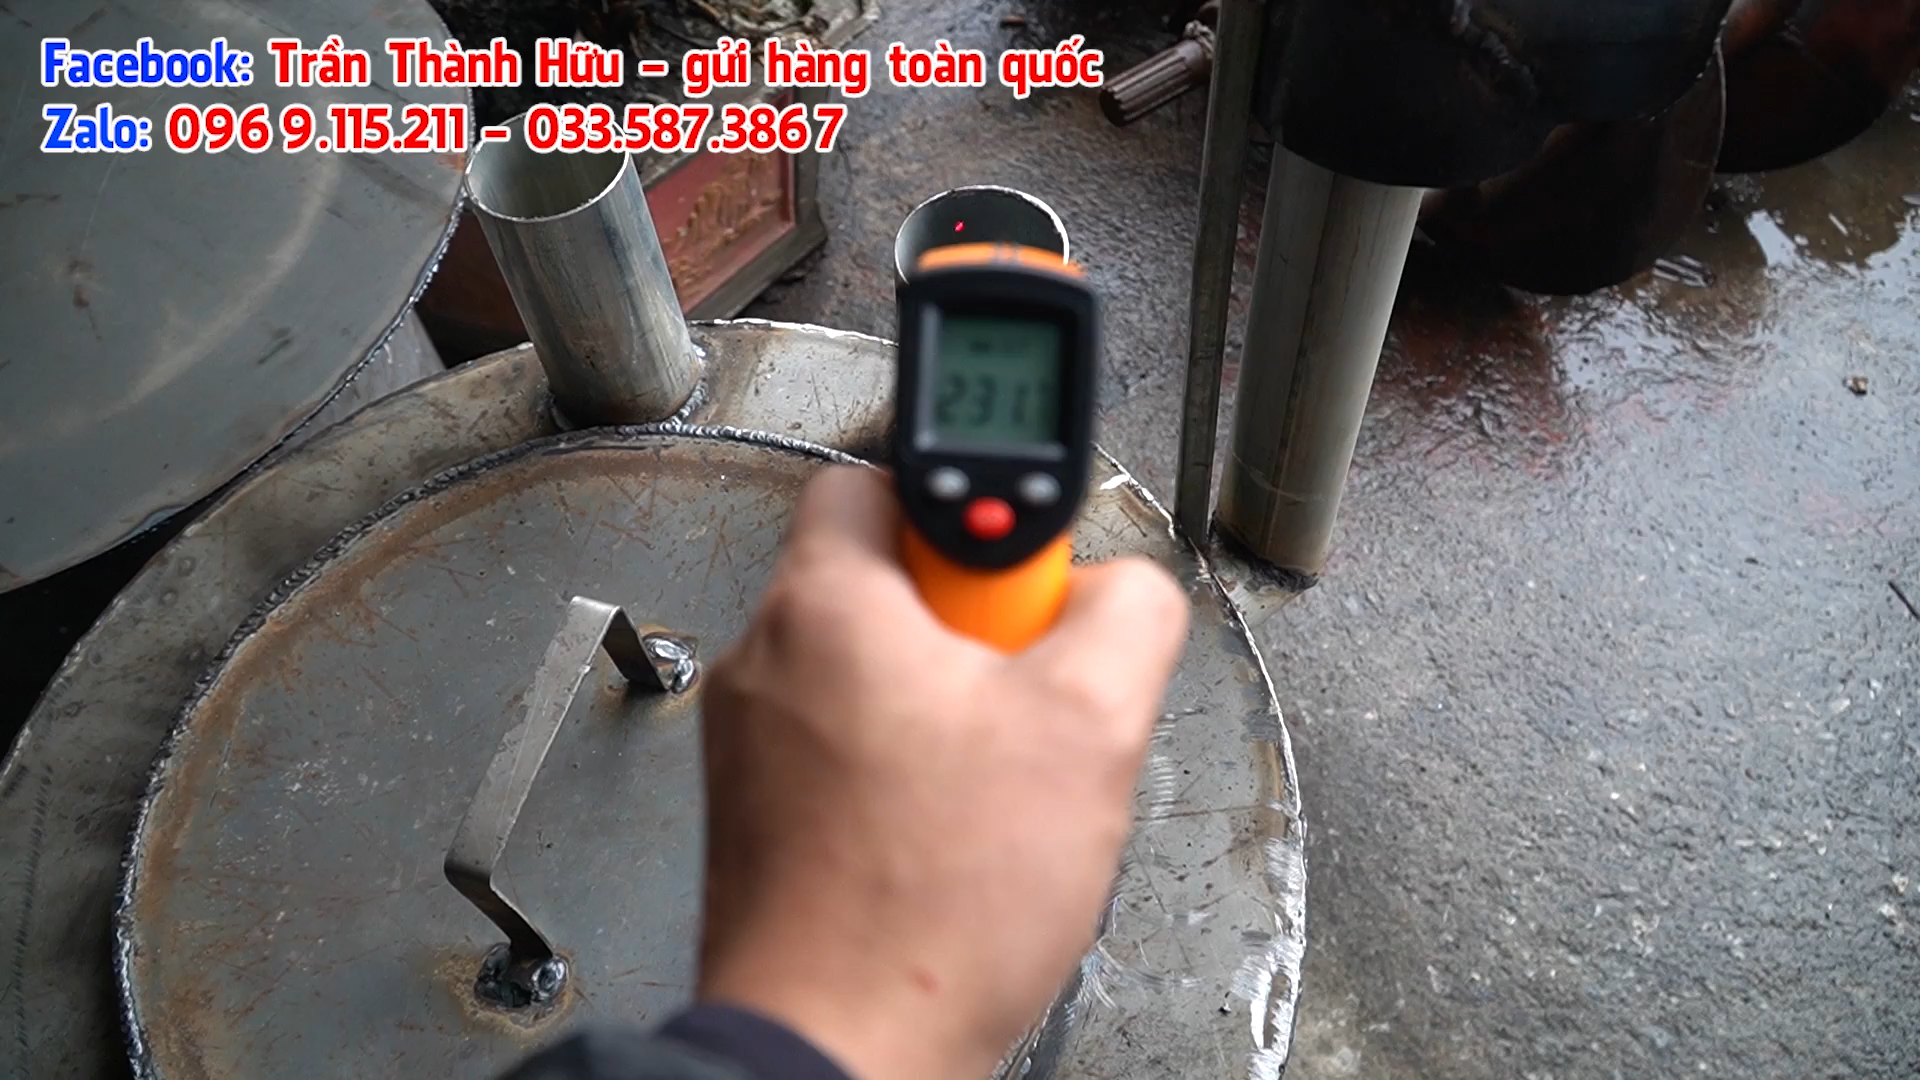 Facebook: Trần Thành Hữu - gửi hàng toàn quốc
Zalo: 096 9.115.211 - 033.587.3867